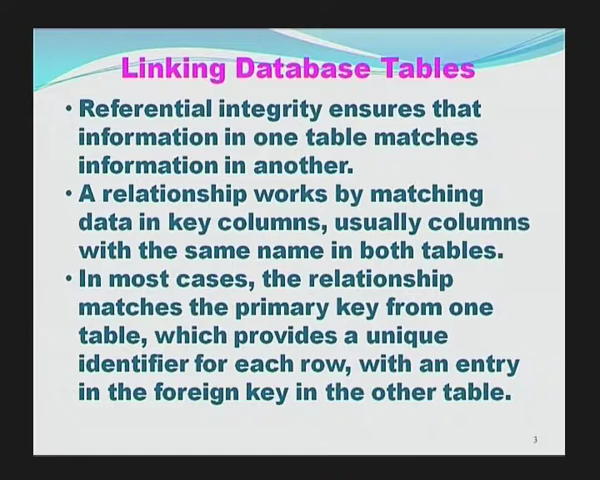 Linking Database Tables
• Referential integrity ensures that
information in one table matches
information in another.
• A relationship works by matching
data in key columns, usually columns
with the same name in both tables.
• In most cases, the relationship
matches the primary key from one
table, which provides a unique
identifier for each row, with an entry
in the foreign key in the other table.
3